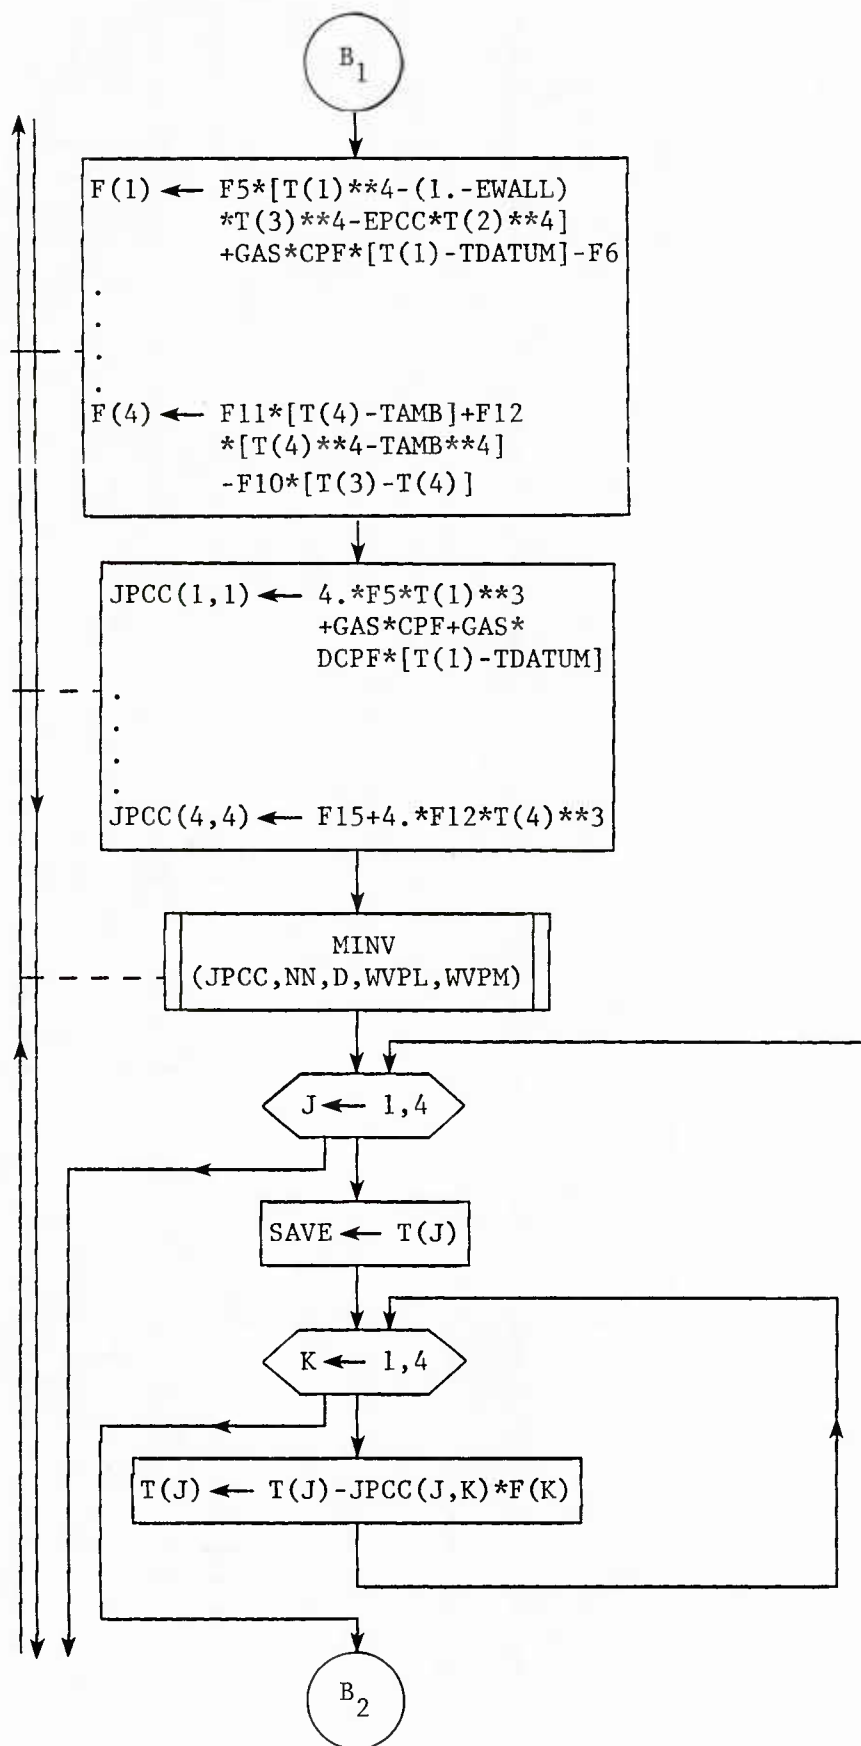 B1
F(1) ← F5*[T(1)**4-(1.-EWALL)
*T(3)**4-EPCC*T(2)**4]
+GAS*CPF*[T(1)-TDATUM]-F6
.
.
.
.
F(4) ← F11*[T(4)-TAMB]+F12
*[T(4)**4-TAMB**4]
-F10*[T(3)-T(4)]
JPCC(1,1) ← 4.*F5*T(1)**3
+GAS*CPF+GAS*
DCPF*[T(1)-TDATUM]
.
.
.
.
JPCC(4,4) ← F15+4.*F12*T(4)**3
MINV
(JPCC,NN,D,WVPL,WVPM)
J ← 1,4
SAVE ← T(J)
K ← 1,4
T(J) ← T(J)-JPCC(J,K)*F(K)
B2